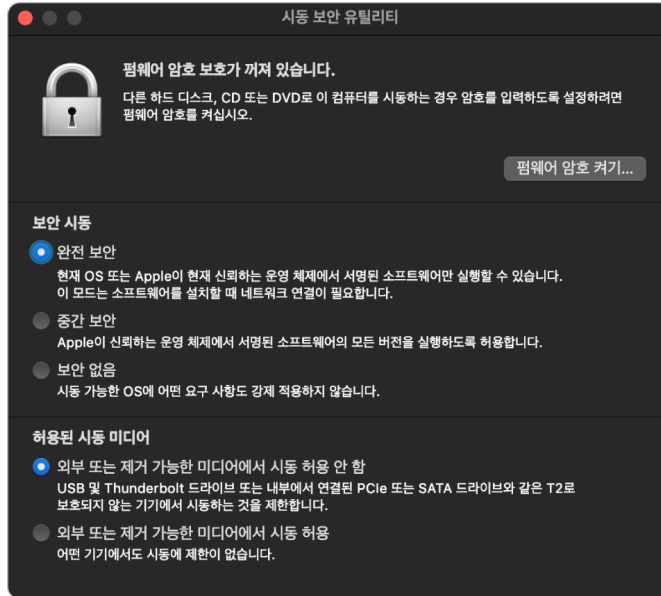 시동 보안 유틸리티
펌웨어 암호 보호가 꺼져 있습니다.
다른 하드 디스크, CD 또는 DVD로 이 컴퓨터를 시동하는 경우 암호를 입력하도록 설정하려면
펌웨어 암호를 켜십시오.
펌웨어 암호 켜기...
보안 시동
완전 보안
현재 OS 또는 Apple이 현재 신뢰하는 운영 체제에서 서명된 소프트웨어만 실행할 수 있습니다.
이 모드는 소프트웨어를 설치할 때 네트워크 연결이 필요합니다.
중간 보안
Apple이 신뢰하는 운영 체제에서 서명된 소프트웨어의 모든 버전을 실행하도록 허용합니다.
보안 없음
시동 가능한 OS에 어떤 요구 사항도 강제 적용하지 않습니다.
허용된 시동 미디어
외부 또는 제거 가능한 미디어에서 시동 허용 안 함
USB 및 Thunderbolt 드라이브 또는 내부에서 연결된 PCIe 또는 SATA 드라이브와 같은 T2로
보호되지 않는 기기에서 시동하는 것을 제한합니다.
외부 또는 제거 가능한 미디어에서 시동 허용
어떤 기기에서도 시동에 제한이 없습니다.